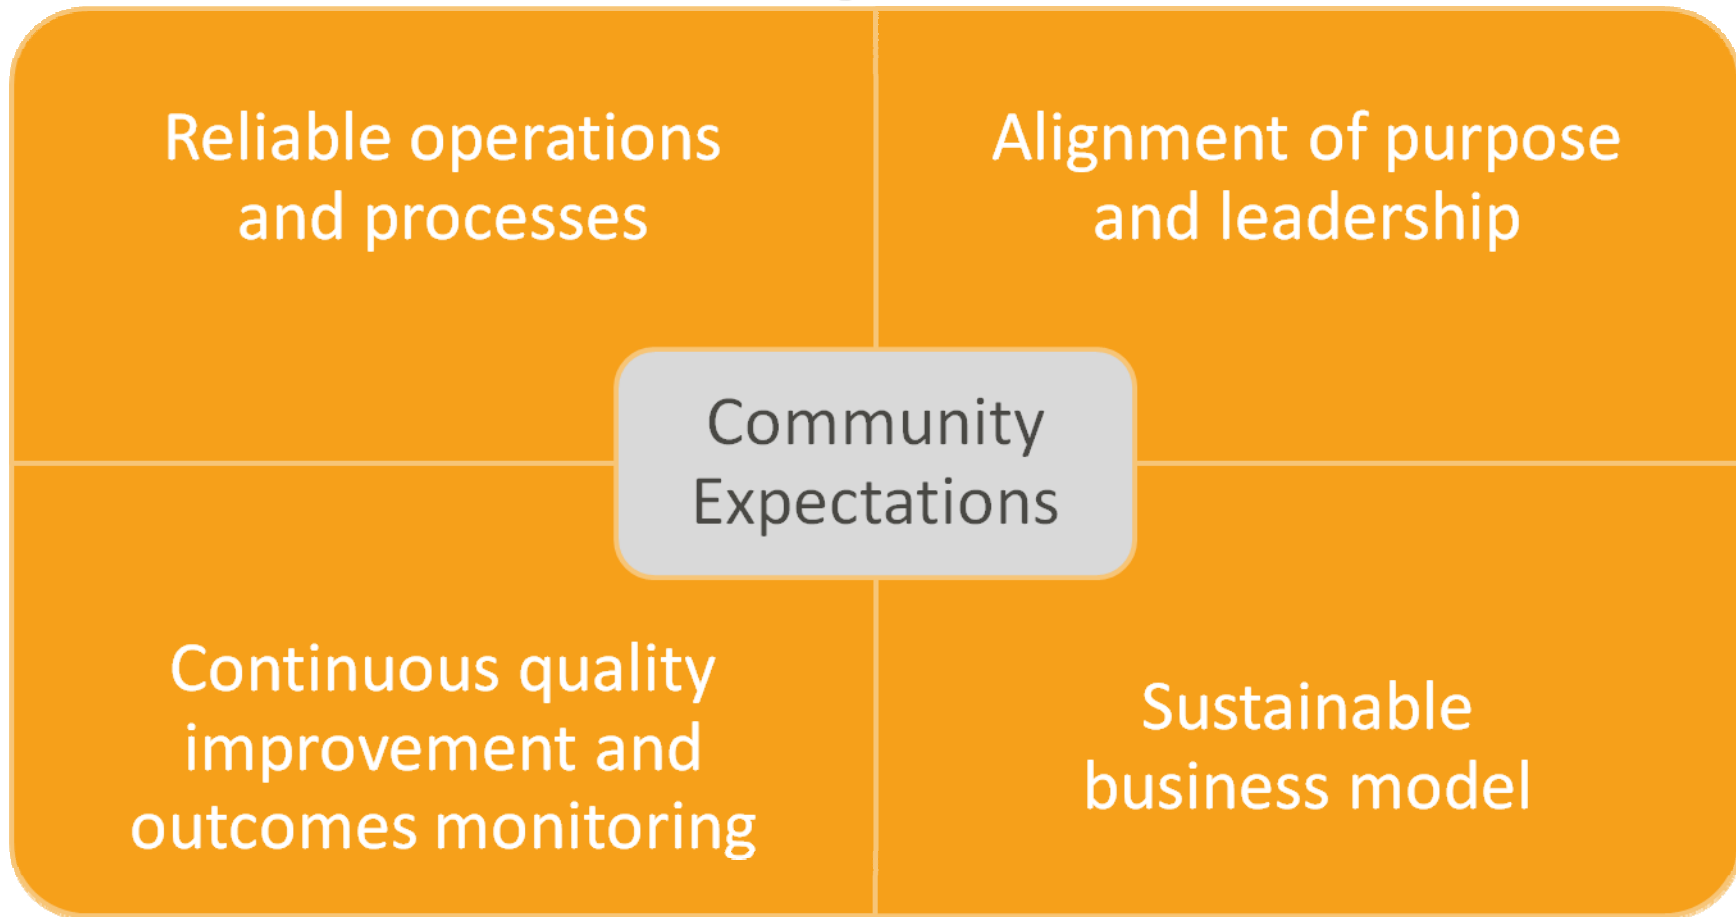 Reliable operations
and processes
Alignment of purpose
and leadership
Community
Expectations
Continuous quality
improvement and
outcomes monitoring
Sustainable
business model